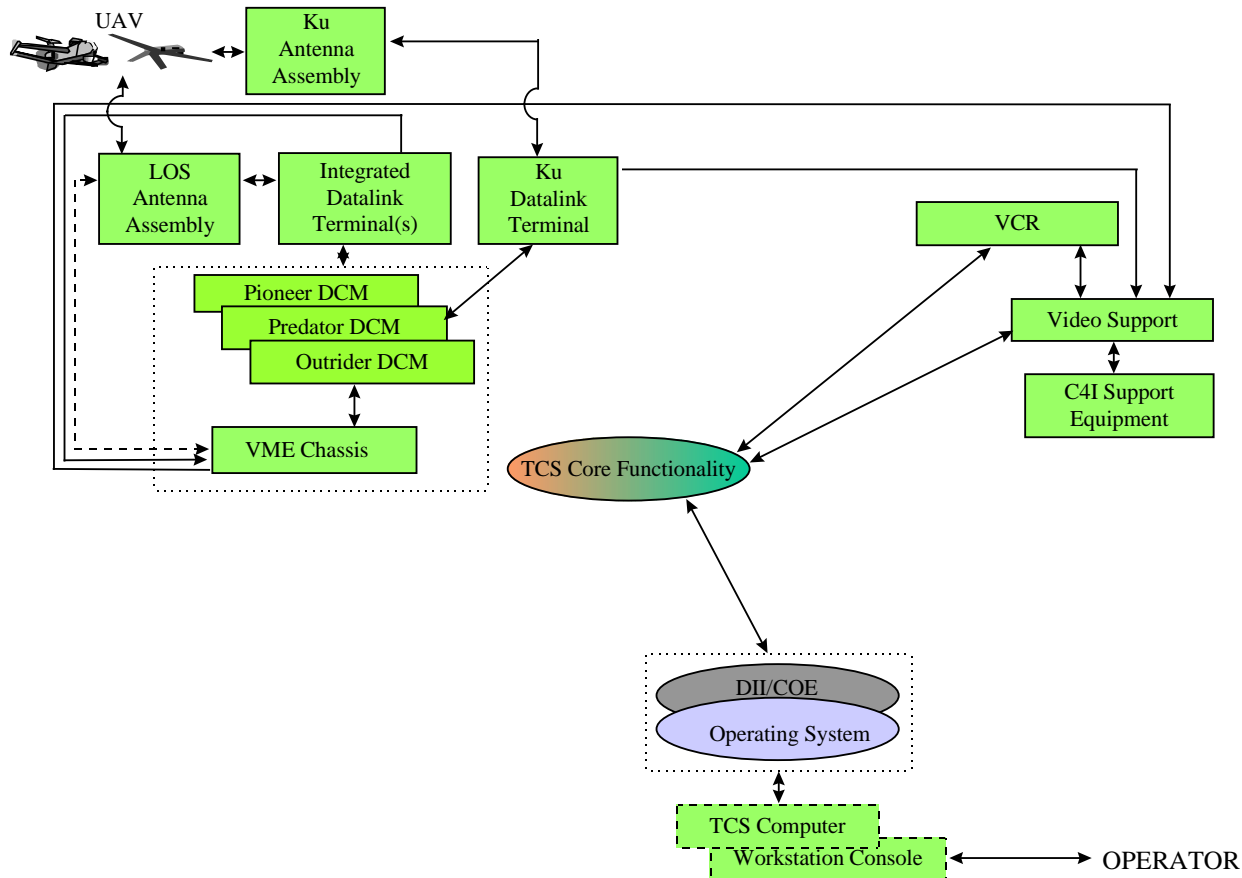 UAV
Ku
Antenna
Assembly
LOS
Antenna
Assembly
Integrated
Datalink
Terminal(s)
Ku
Datalink
Terminal
VCR
Pioneer DCM
Predator DCM
Outrider DCM
Video Support
C4I Support
Equipment
VME Chassis
TCS Core Functionality
DII/COE
Operating System
TCS Computer
Workstation Console
OPERATOR